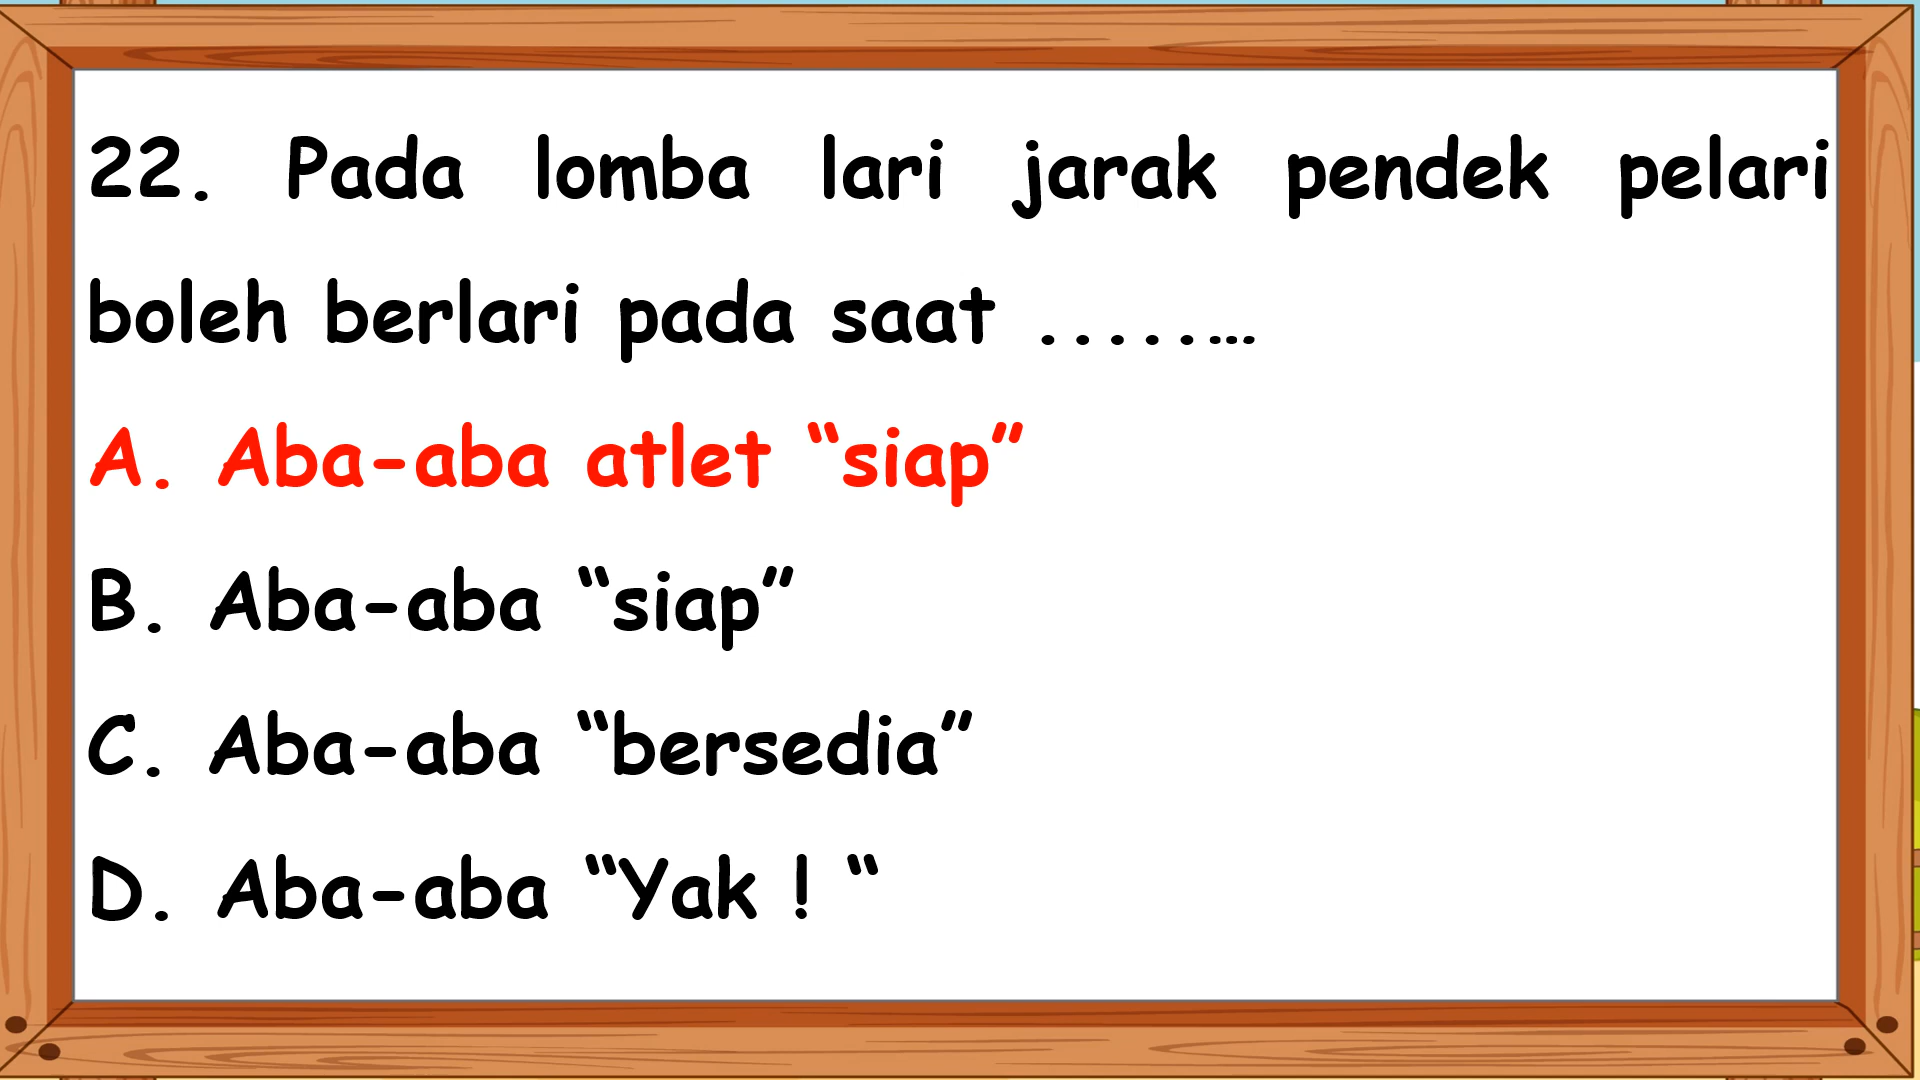 22. Pada lomba lari jarak pendek pelari
boleh berlari pada saat ........
A. Aba-aba atlet “siap”
B. Aba-aba “siap”
C. Aba-aba “bersedia”
D. Aba-aba “Yak ! “